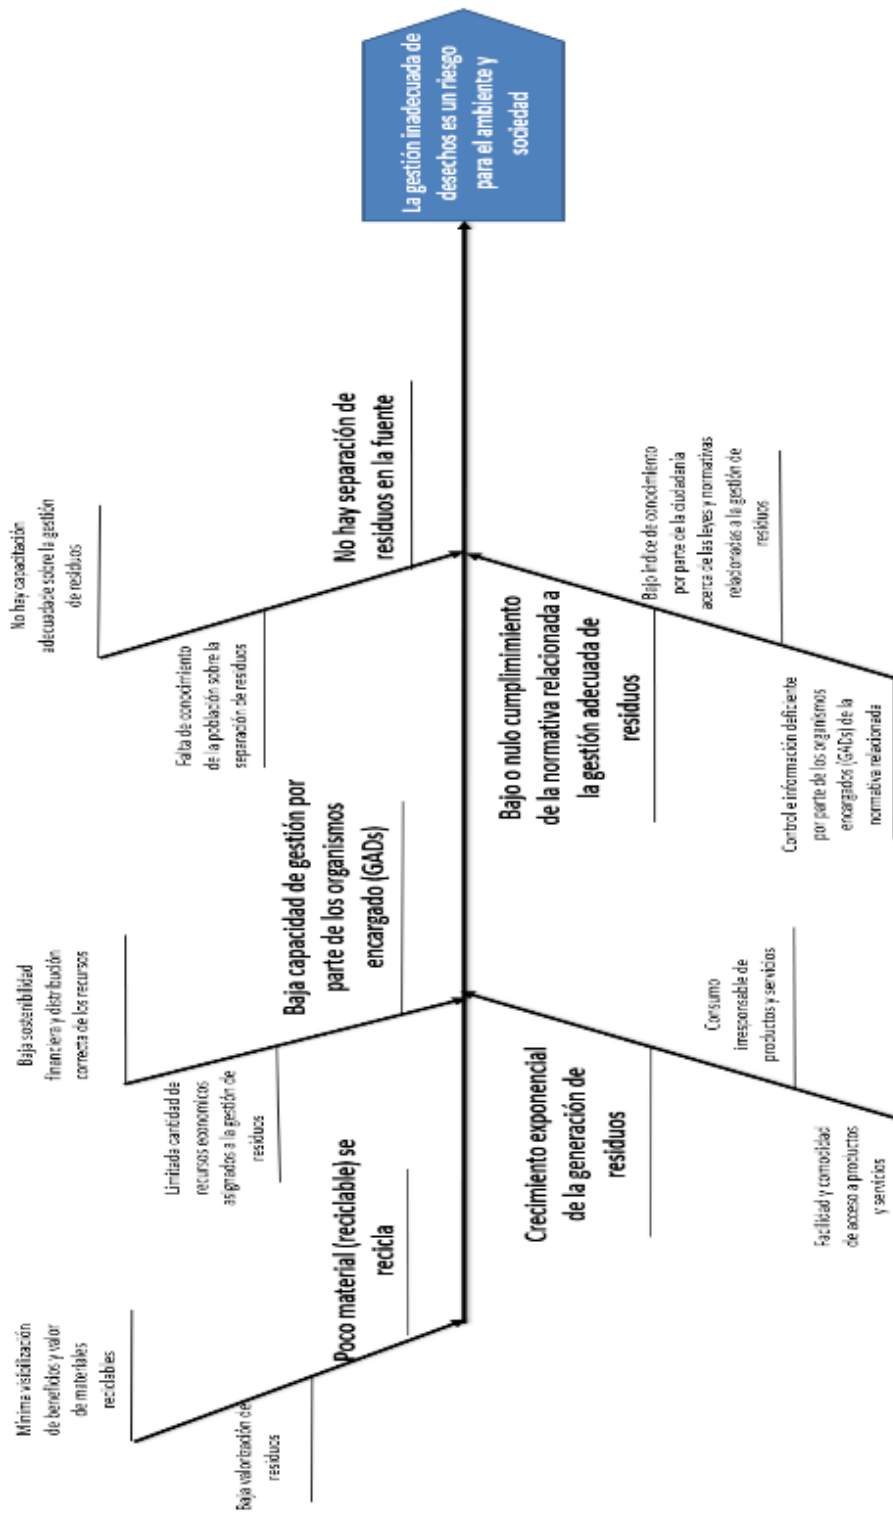 Mínima visibilización
de beneficios y valor
de materiales
reciclables
Baja valorización de
residuos
Poco material (reciclable) se
recicla
Baja sostenibilidad
financiera y distribución
correcta de los recursos
Limitada cantidad de
recursos economicos
asignados a la gestión de
residuos
Baja capacidad de gestión por
parte de los organismos
encargado (GADs)
No hay capacitación
adecuadade sobre la gestión
de residuos
Falta de conocimiento
de la población sobre la
separación de residuos
No hay separación de
residuos en la fuente
La gestión inadecuada de
desechos es un riesgo
para el ambiente y
sociedad
Crecimiento exponencial
de la generación de
residuos
Consumo
irresponsable de
productos y servicios
Facilidad y comodidad
de acceso a productos
y servicios
Bajo o nulo cumplimimiento
de la normativa relacionada a
la gestión adecuada de
residuos
Bajo indice de conocimiento
por parte de la ciudadania
acerca de las leyes y normativas
relacionadas a la gestión de
residuos
Control e información deficiente
por parte de los organismos
encargados (GADs) de la
normativa relacionada